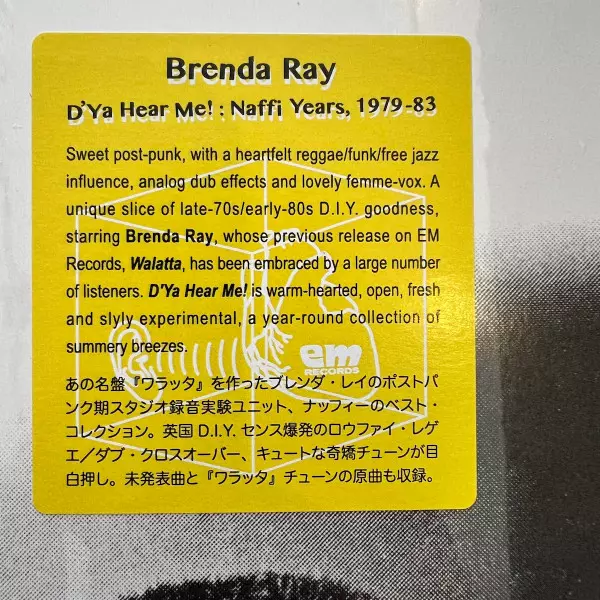 Brenda Ray
D'Ya Hear Me! : Naffi Years, 1979-83
Sweet post-punk, with a heartfelt reggae/funk/free jazz
influence, analog dub effects and lovely femme-vox. A
unique slice of late-70s/early-80s D.I.Y. goodness,
starring Brenda Ray, whose previous release on EM
Records, Walatta, has been embraced by a large number
of listeners. D'Ya Hear Me! is warm-hearted, open, fresh
and slyly experimental, a year-round collection of
summery breezes.
em
RECORDS
あの名盤『ワラッタ』を作ったブレンダ・レイのポストパ
ンク期スタジオ録音実験ユニット、ナッフィーのベスト・
コレクション。英国 D.I.Y. センス爆発のロウファイ・レゲ
エ/ダブ・クロスオーバー、キュートな奇矯チューンが目
白押し。未発表曲と『ワラッタ』チューンの原曲も収録。